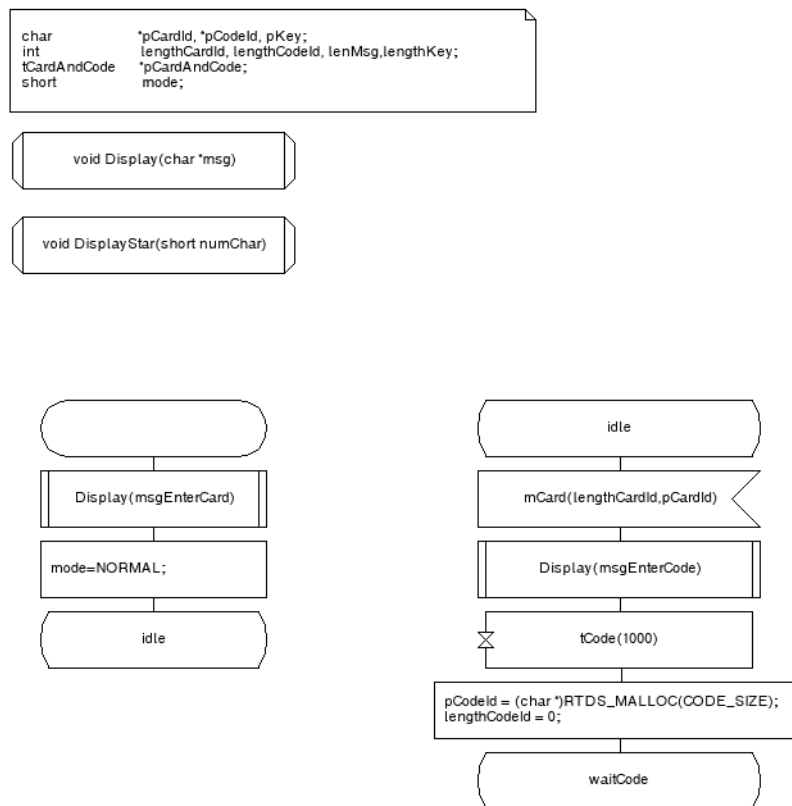 char *pCardId, *pCodeId, pKey;
int lengthCardId, lengthCodeId, lenMsg,lengthKey;
tCardAndCode *pCardAndCode;
short mode;
void Display(char *msg)
void DisplayStar(short numChar)
Display(msgEnterCard)
mode=NORMAL;
idle
idle
mCard(lengthCardId,pCardId)
Display(msgEnterCode)
tCode(1000)
pCodeId = (char *)RTDS_MALLOC(CODE_SIZE);
lengthCodeId = 0;
waitCode